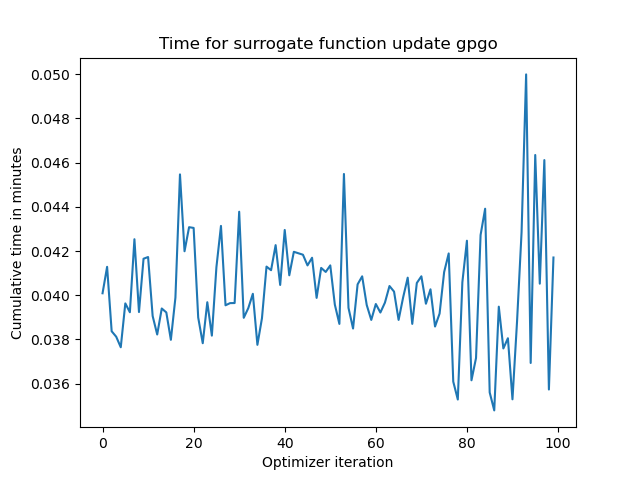 Time for surrogate function update gpgo
0.050
0.048
0.046
0.044
0.042
0.040
0.038
0.036
Cumulative time in minutes
0 20 40 60 80 100
Optimizer iteration